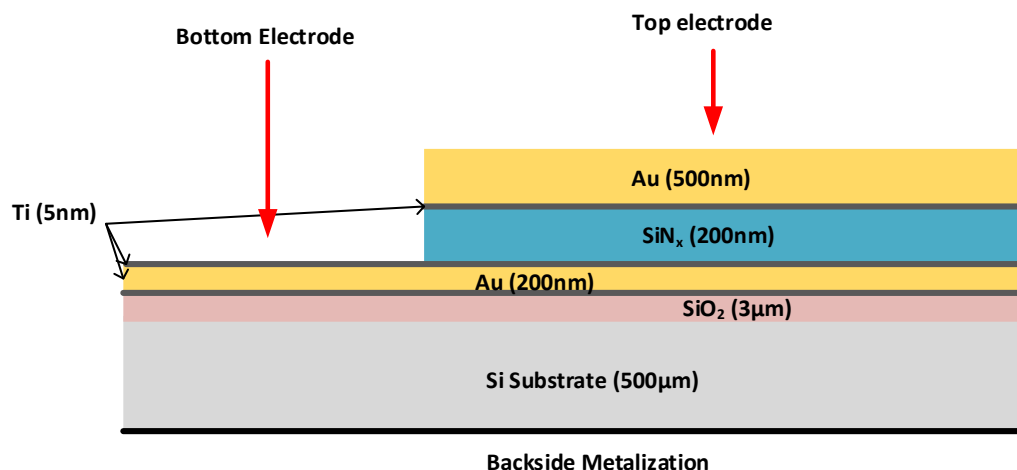 Bottom Electrode
Top electrode
Au (500nm)
Ti (5nm)
SiNₓ (200nm)
Au (200nm)
SiO₂ (3µm)
Si Substrate (500µm)
Backside Metalization